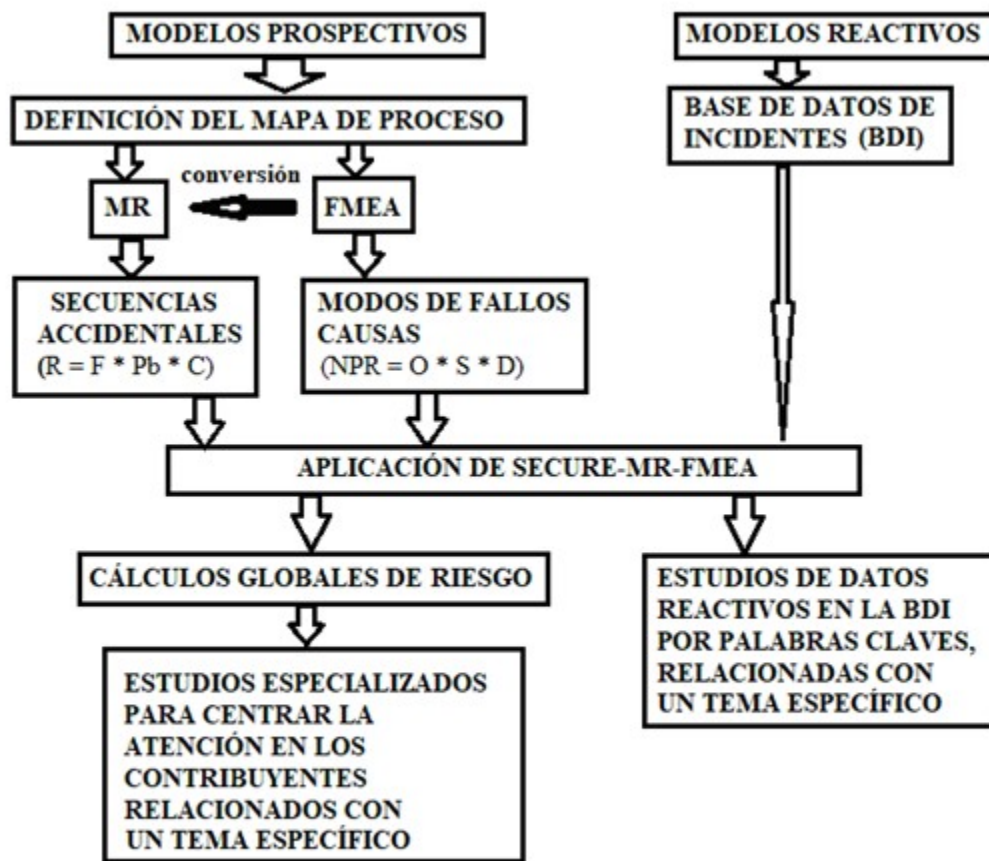 MODELOS PROSPECTIVOS
MODELOS REACTIVOS
DEFINICIÓN DEL MAPA DE PROCESO
BASE DE DATOS DE
INCIDENTES (BDI)
conversión
MR
FMEA
SECUENCIAS
ACCIDENTALES
(R = F * Pb * C)
MODOS DE FALLOS
CAUSAS
(NPR = O * S * D)
APLICACIÓN DE SECURE-MR-FMEA
CÁLCULOS GLOBALES DE RIESGO
ESTUDIOS DE DATOS
REACTIVOS EN LA BDI
POR PALABRAS CLAVES,
RELACIONADAS CON
UN TEMA ESPECÍFICO
ESTUDIOS ESPECIALIZADOS
PARA CENTRAR LA
ATENCIÓN EN LOS
CONTRIBUYENTES
RELACIONADOS CON
UN TEMA ESPECÍFICO